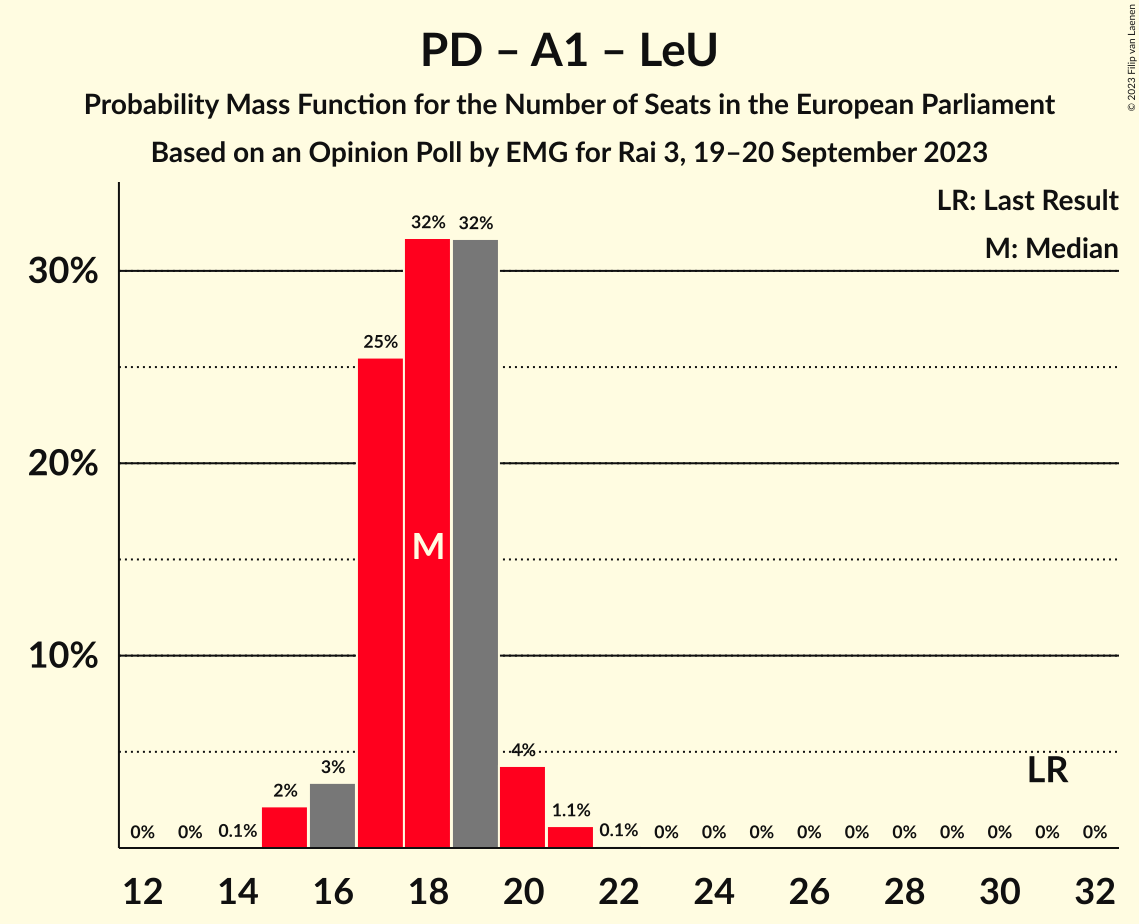 PD – A1 – LeU
Probability Mass Function for the Number of Seats in the European Parliament
Based on an Opinion Poll by EMG for Rai 3, 19–20 September 2023
© 2023 Filip van Laenen
LR: Last Result
M: Median
30%
20%
10%
0% 0% 0.1% 2% 3% 25% 32% 32% 4% 1.1% 0.1% 0% 0% 0% 0% 0% 0% 0% 0% 0% 0%
M
LR
12 14 16 18 20 22 24 26 28 30 32